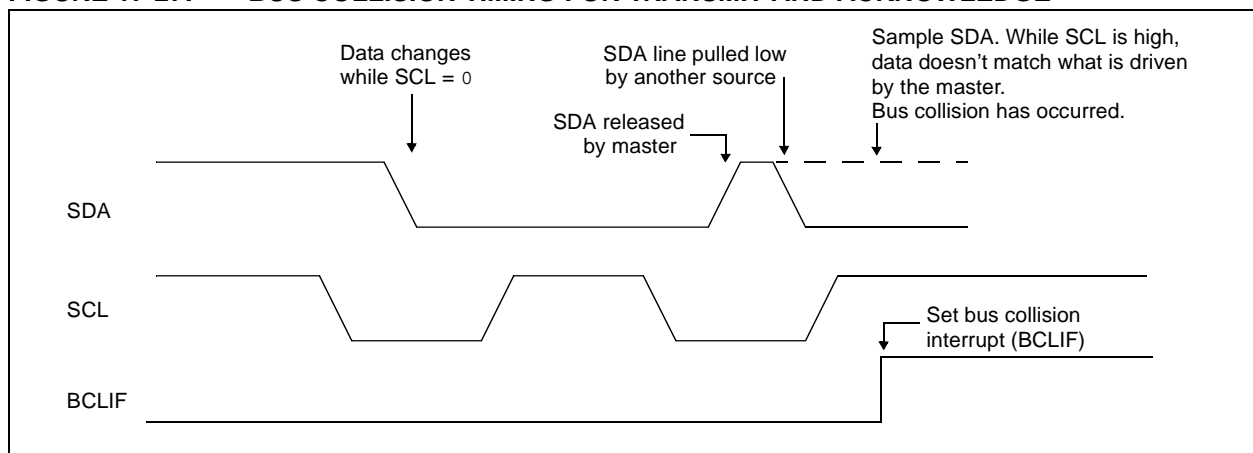 Data changes
while SCL = 0
SDA line pulled low
by another source
SDA released
by master
Sample SDA. While SCL is high,
data doesn't match what is driven
by the master.
Bus collision has occurred.
SDA
SCL
Set bus collision
interrupt (BCLIF)
BCLIF